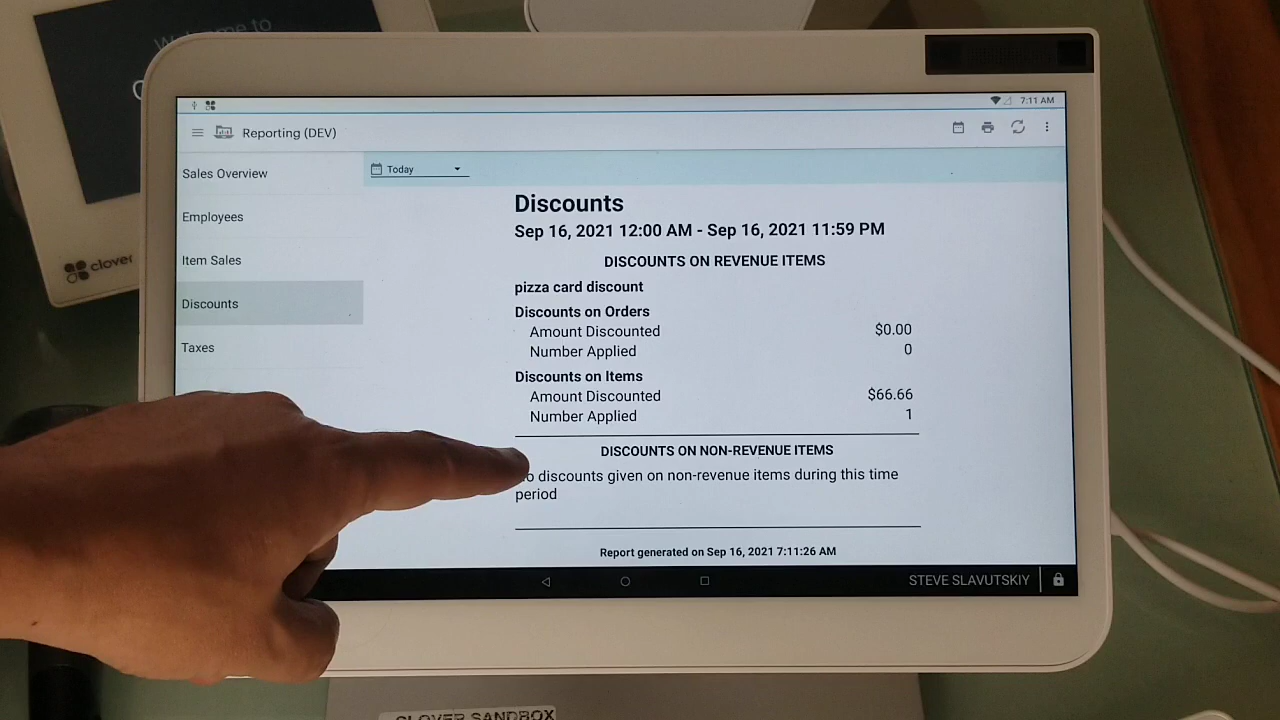 Welcome to
clover
7:11 AM
Reporting (DEV)
Sales Overview
Employees
Item Sales
Discounts
Taxes
Today
Discounts
Sep 16, 2021 12:00 AM - Sep 16, 2021 11:59 PM
DISCOUNTS ON REVENUE ITEMS
pizza card discount
Discounts on Orders
Amount Discounted $0.00
Number Applied 0
Discounts on Items
Amount Discounted $66.66
Number Applied 1
DISCOUNTS ON NON-REVENUE ITEMS
discounts given on non-revenue items during this time
period
Report generated on Sep 16, 2021 7:11:26 AM
STEVE SLAVUTSKIY
CLOVER SANDBOX